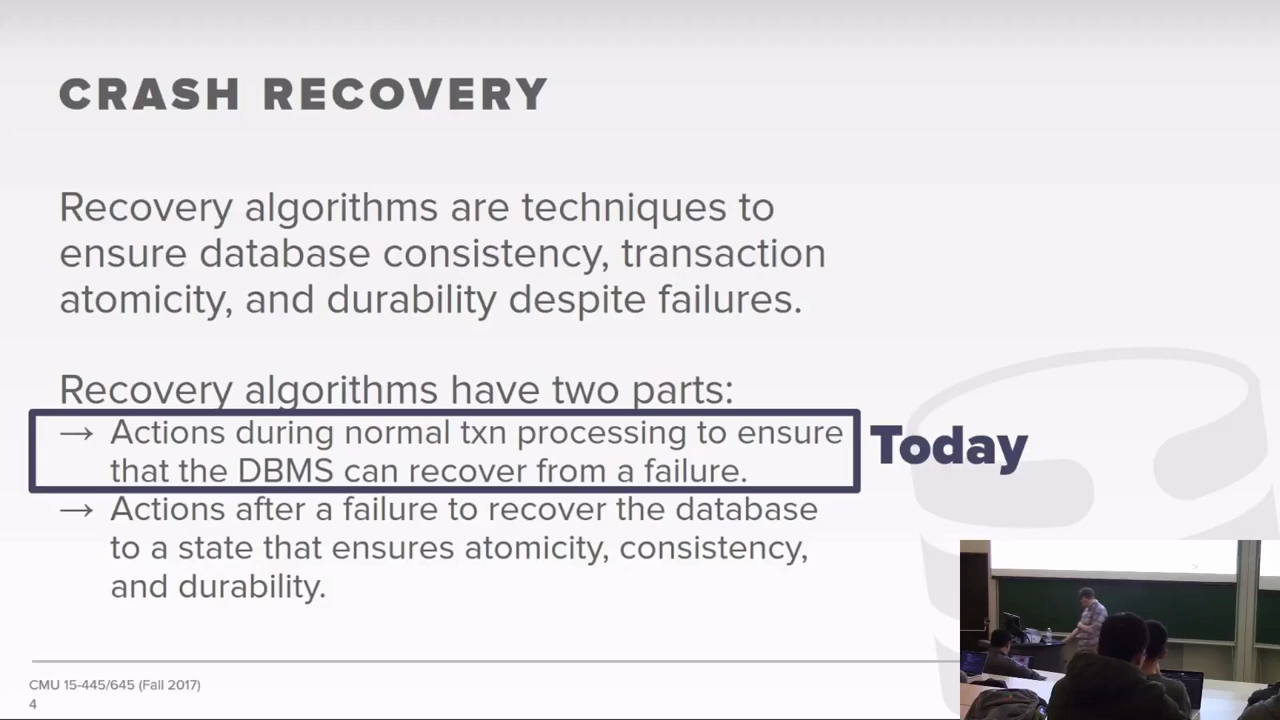 CRASH RECOVERY
Recovery algorithms are techniques to
ensure database consistency, transaction
atomicity, and durability despite failures.
Recovery algorithms have two parts:
→ Actions during normal txn processing to ensure
that the DBMS can recover from a failure.
Today
→ Actions after a failure to recover the database
to a state that ensures atomicity, consistency,
and durability.
CMU 15-445/645 (Fall 2017)
4